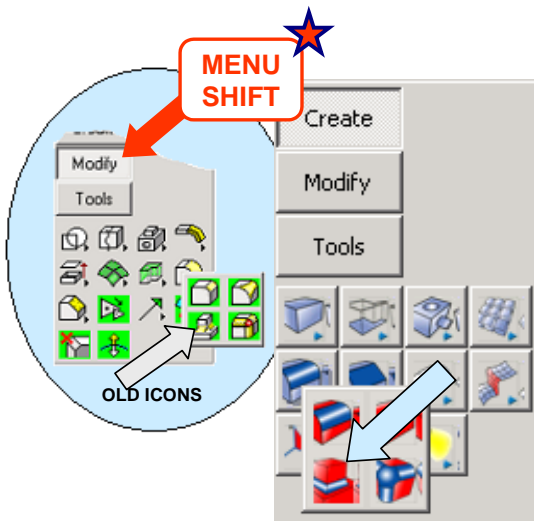 MENU
SHIFT
Create
Modify
Tools
Modify
Tools
OLD ICONS